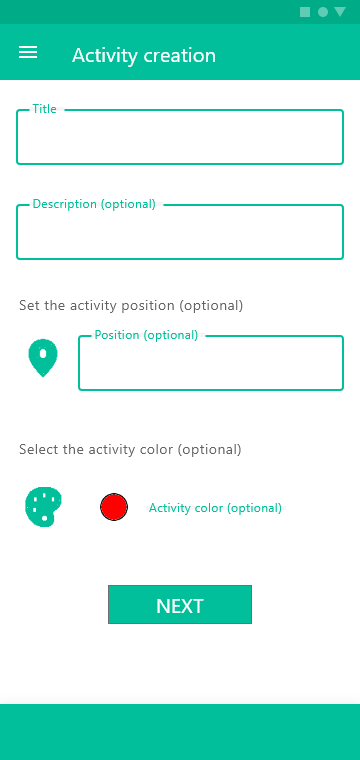 Activity creation
Title
Description (optional)
Set the activity position (optional)
Position (optional)
Select the activity color (optional)
Activity color (optional)
NEXT